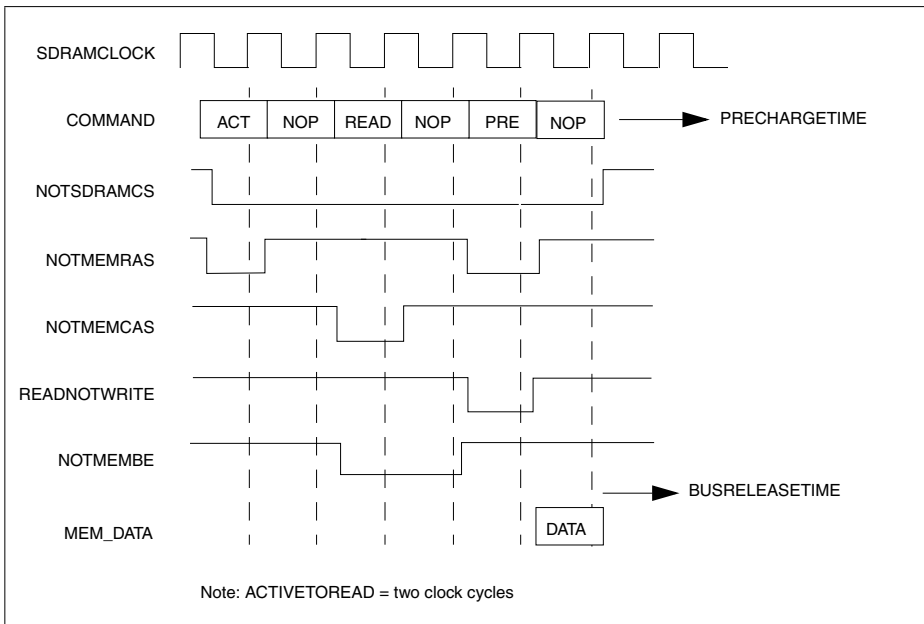 SDRAMCLOCK
COMMAND ACT NOP READ NOP PRE NOP PRECHARGETIME
NOTSDRAMCS
NOTMEMRAS
NOTMEMCAS
READNOTWRITE
NOTMEMBE
BUSRELEASETIME
MEM_DATA DATA
Note: ACTIVETOREAD = two clock cycles